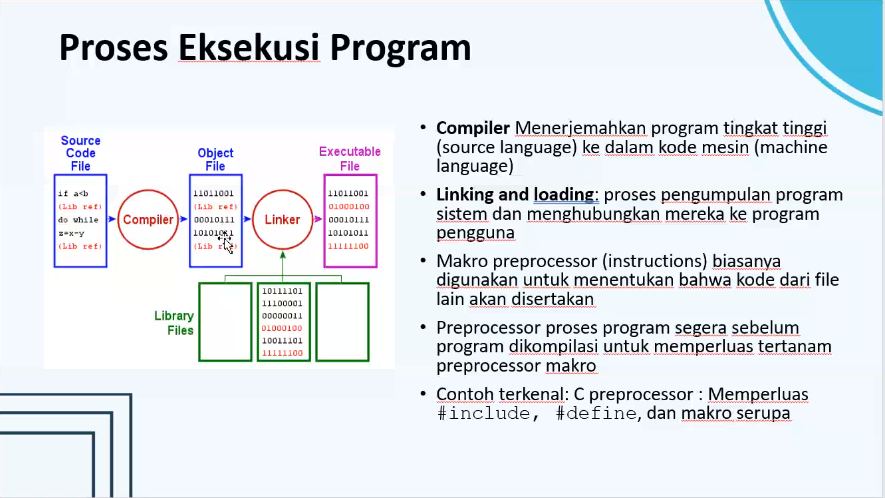 Proses Eksekusi Program
Source
Code
File
if a<b
(Lib ref)
do while
z=x-y
(Lib ref)
Compiler
Object
File
11011001
(Lib ref)
00010111
10101011
(Lib ref)
Linker
Executable
File
11011001
01000100
00010111
10101011
11111100
Library
Files
10111101
11100001
00000011
01000100
10011101
11111100
• Compiler Menerjemahkan program tingkat tinggi
(source language) ke dalam kode mesin (machine
language)
• Linking and loading: proses pengumpulan program
sistem dan menghubungkan mereka ke program
pengguna
• Makro preprocessor (instructions) biasanya
digunakan untuk menentukan bahwa kode dari file
lain akan disertakan
• Preprocessor proses program segera sebelum
program dikompilasi untuk memperluas tertanam
preprocessor makro
• Contoh terkenal: C preprocessor : Memperluas
#include, #define, dan makro serupa